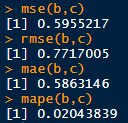 > mse(b,c)
[1] 0.5955217
> rmse(b,c)
[1] 0.7717005
> mae(b,c)
[1] 0.5863146
> mape(b,c)
[1] 0.02043839